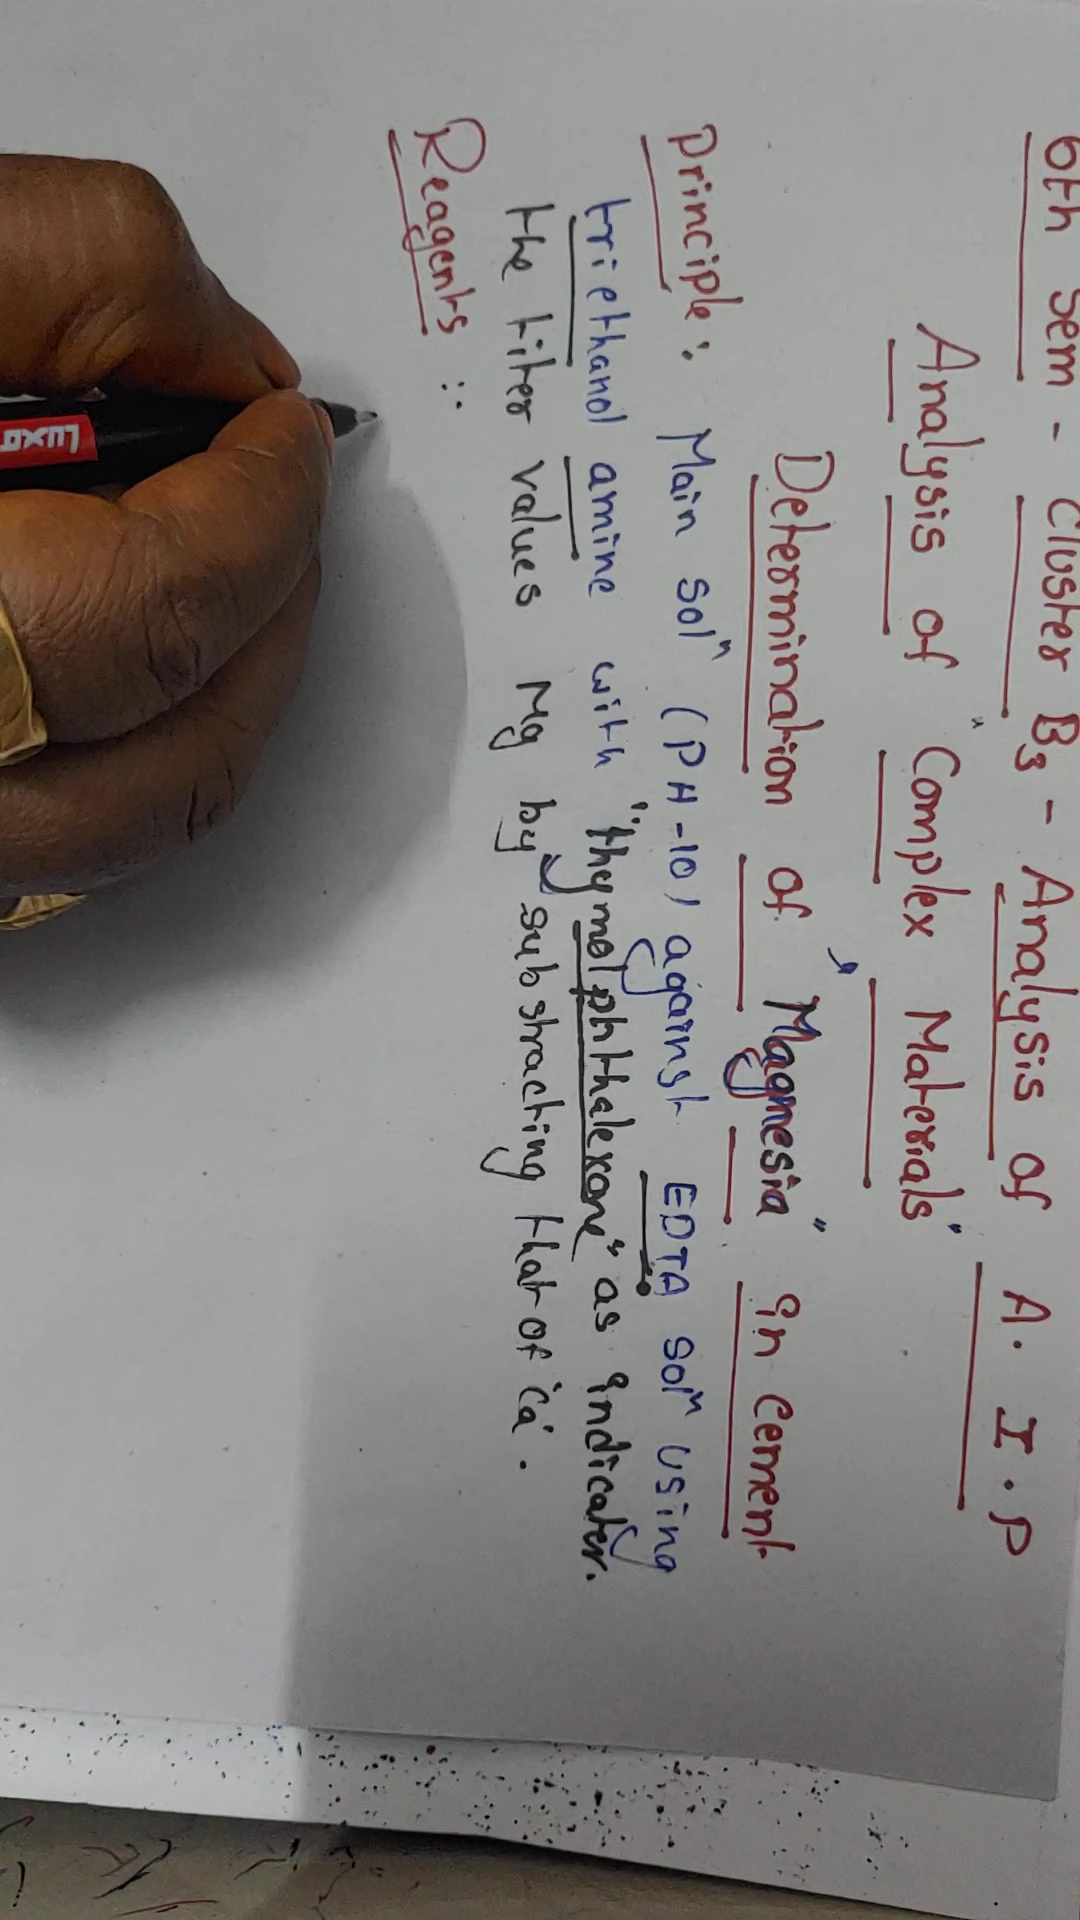 6th Sem - Cluster B3 - Analysis of A. I. P
Analysis of "Complex Materials"
Determination of "Magnesia" in cement
Principle: Main solⁿ (PH-10) against EDTA solⁿ using
triethanol amine with "thymolphthalexone" as indicater.
the titer values Mg by substracting that of 'Ca'.
Reagents :
LUXO